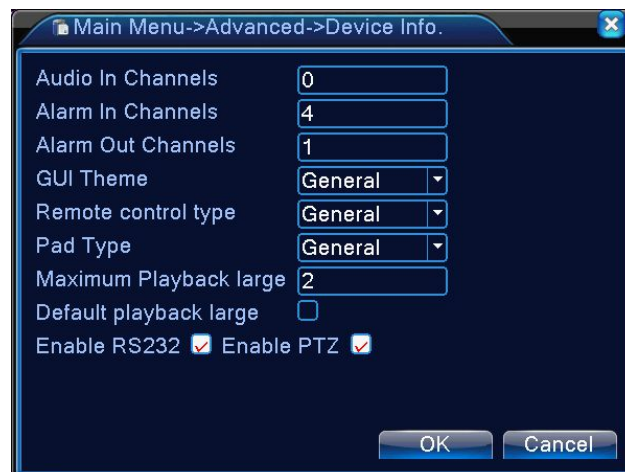 Main Menu->Advanced->Device Info.
Audio In Channels 0
Alarm In Channels 4
Alarm Out Channels 1
GUI Theme General
Remote control type General
Pad Type General
Maximum Playback large 2
Default playback large
Enable RS232 Enable PTZ
OK Cancel